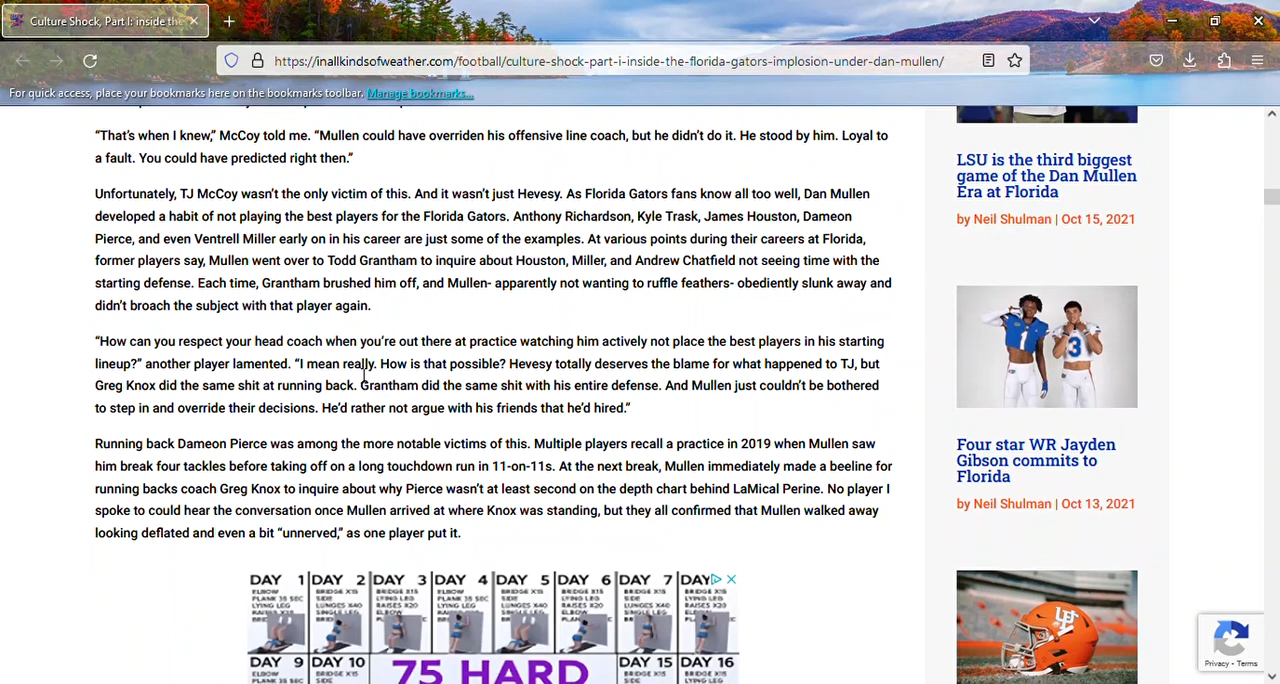 Culture Shock, Part I: inside the
https://inallkindsofweather.com/football/culture-shock-part-i-inside-the-florida-gators-implosion-under-dan-mullen/
For quick access, place your bookmarks here on the bookmarks toolbar. Manage bookmarks...
“That’s when I knew,” McCoy told me. “Mullen could have overriden his offensive line coach, but he didn’t do it. He stood by him. Loyal to
a fault. You could have predicted right then.”
Unfortunately, TJ McCoy wasn’t the only victim of this. And it wasn’t just Hevesy. As Florida Gators fans know all too well, Dan Mullen
developed a habit of not playing the best players for the Florida Gators. Anthony Richardson, Kyle Trask, James Houston, Dameon
Pierce, and even Ventrell Miller early on in his career are just some of the examples. At various points during their careers at Florida,
former players say, Mullen went over to Todd Grantham to inquire about Houston, Miller, and Andrew Chatfield not seeing time with the
starting defense. Each time, Grantham brushed him off, and Mullen- apparently not wanting to ruffle feathers- obediently slunk away and
didn’t broach the subject with that player again.
“How can you respect your head coach when you’re out there at practice watching him actively not place the best players in his starting
lineup?” another player lamented. “I mean really. How is that possible? Hevesy totally deserves the blame for what happened to TJ, but
Greg Knox did the same shit at running back. Grantham did the same shit with his entire defense. And Mullen just couldn’t be bothered
to step in and override their decisions. He’d rather not argue with his friends that he’d hired.”
Running back Dameon Pierce was among the more notable victims of this. Multiple players recall a practice in 2019 when Mullen saw
him break four tackles before taking off on a long touchdown run in 11-on-11s. At the next break, Mullen immediately made a beeline for
running backs coach Greg Knox to inquire about why Pierce wasn’t at least second on the depth chart behind LaMical Perine. No player I
spoke to could hear the conversation once Mullen arrived at where Knox was standing, but they all confirmed that Mullen walked away
looking deflated and even a bit “unnerved,” as one player put it.
DAY 1 DAY 2 DAY 3 DAY 4 DAY 5 DAY 6 DAY 7 DAY
DAY 9 DAY 10 75 HARD DAY 15 DAY 16
LSU is the third biggest
game of the Dan Mullen
Era at Florida
by Neil Shulman | Oct 15, 2021
1 3
Four star WR Jayden
Gibson commits to
Florida
by Neil Shulman | Oct 13, 2021
Privacy - Terms